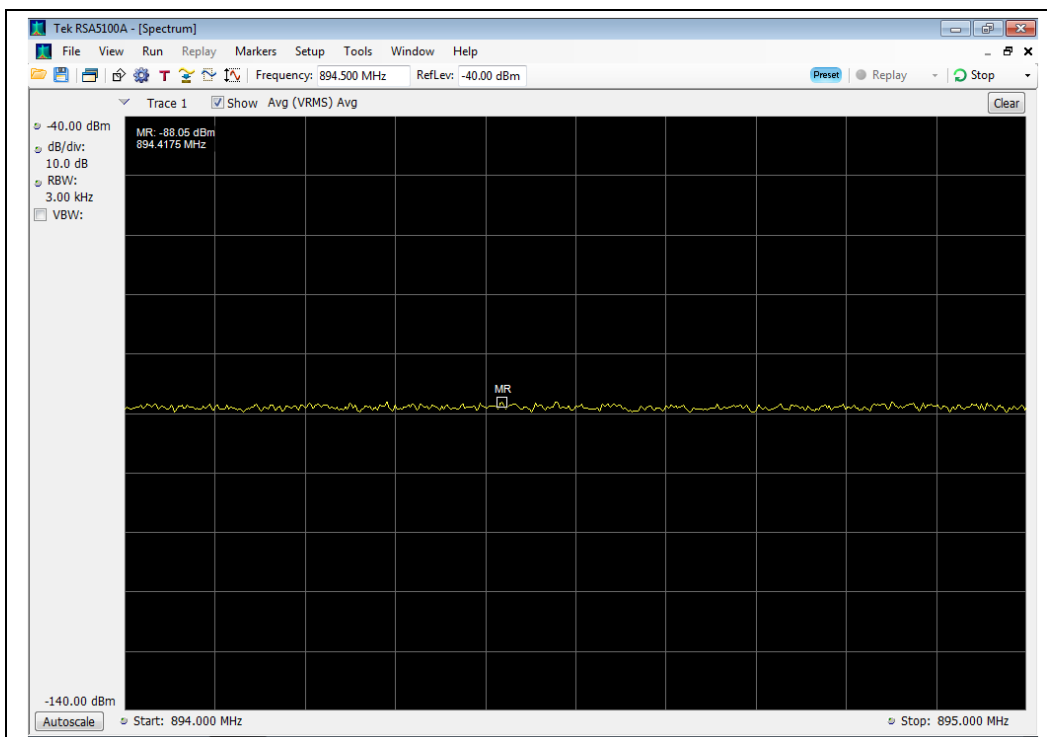 Tek RSA5100A - [Spectrum]
File View Run Replay Markers Setup Tools Window Help
T Frequency: 894.500 MHz RefLev: -40.00 dBm Preset Replay Stop
Trace 1 Show Avg (VRMS) Avg Clear
-40.00 dBm
dB/div:
10.0 dB
RBW:
3.00 kHz
VBW:
MR: -88.05 dBm
894.4175 MHz
MR
-140.00 dBm
Autoscale Start: 894.000 MHz Stop: 895.000 MHz